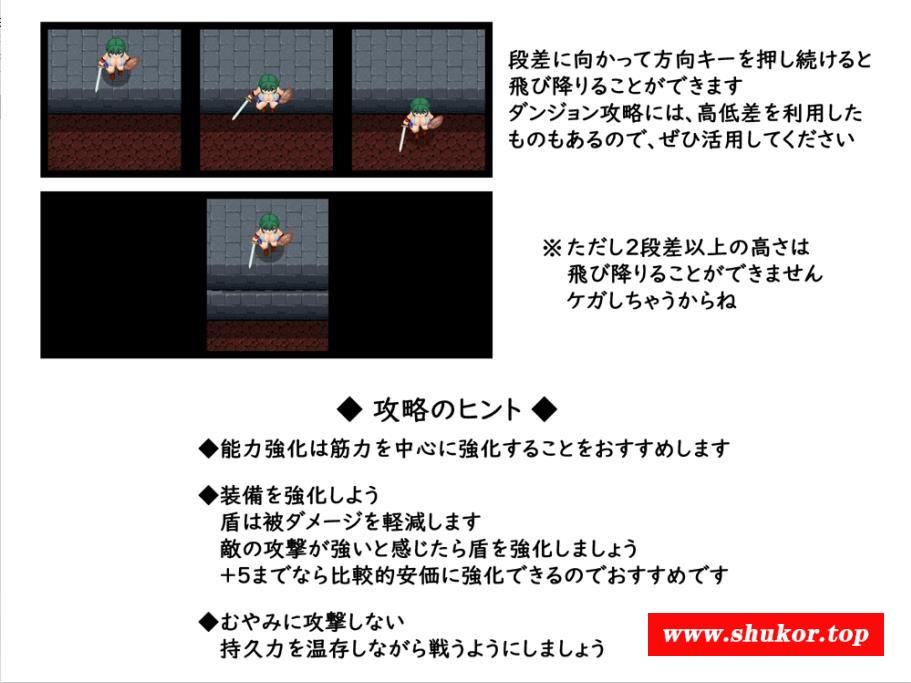 段差に向かって方向キーを押し続けると
飛び降りることができます
ダンジョン攻略には、高低差を利用した
ものもあるので、ぜひ活用してください
※ただし2段差以上の高さは
飛び降りることができません
ケガしちゃうからね
◆ 攻略のヒント ◆
◆能力強化は筋力を中心に強化することをおすすめします
◆装備を強化しよう
盾は被ダメージを軽減します
敵の攻撃が強いと感じたら盾を強化しましょう
+5までなら比較的安価に強化できるのでおすすめです
◆むやみに攻撃しない
持久力を温存しながら戦うようにしましょう
www.shukor.top